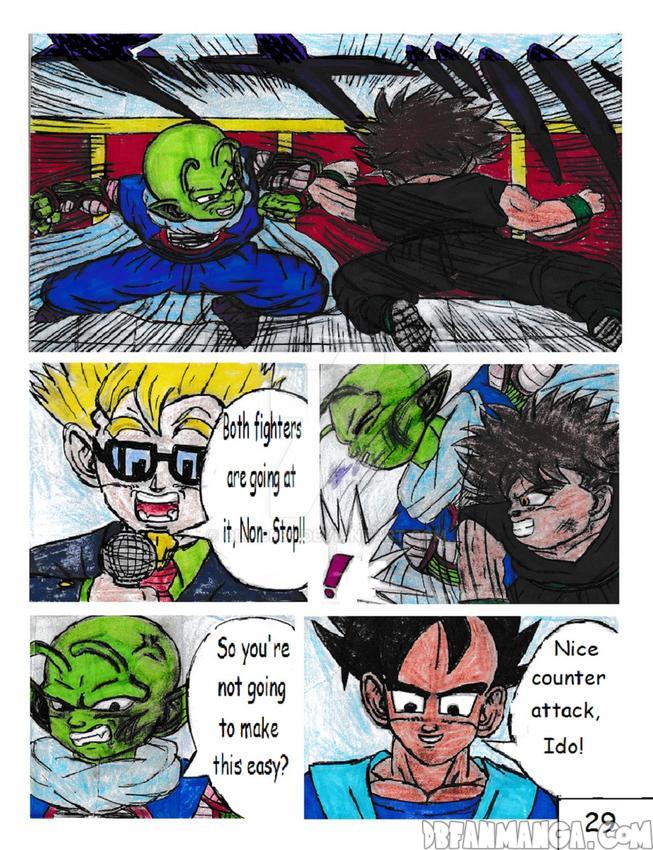 Both fighters
are going at
it, Non- Stop!!
!
So you're
not going
to make
this easy?
Nice
counter
attack,
Ido!
29
DBFANMANGA.COM